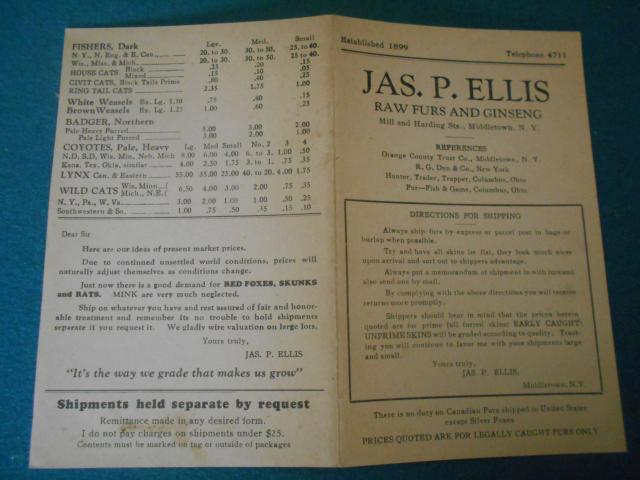 FISHERS, Dark Lge. Med. Small
N. Y., N. Eng. & E. Can., 20. to 50. 30. to 50. 25 to 40.
Wis., Minn. & Mich. 20. to 30. 30. to 50. 25 to 40.
HOUSE CATS Black .25 .20 .15
Mixed .15 .10 .05
CIVIT CATS, Black Tails Prime .60 .40 .25
RING TAIL CATS 2.35 1.75 1.00
White Weasels Ex. Lg. 1.10 .75 .40 .15
Brown Weasels Ex. Lg. 1.25 1.00 .60 .25
BADGER, Northern
Pale Heavy Furred 5.00 3.00 2.00
Pale Light Furred 3.00 2.00 1.00
COYOTES, Pale, Heavy Lg. Med Small No. 2 3 4
N.D, S.D, Wis. Min. Neb. Mich 8.00 6.00 4.00 6. to 3. 1.00 .50
Kans. Tex. Okla, similar 4.00 2.50 1.75 3. to 1. .75 .35
LYNX Can. & Eastern 55.00 35.00 25.00 40. to 20. 4.00 1.75
WILD CATS Wis, Minn., Mich., N.E. 6.50 4.00 3.00 2.00 .75 .35
N. Y., Pa., W. Va. 3.00 2.00 1.00 1.00 .50 .25
Southwestern & So. 1.00 .75 .50 .35 .15 .10
Dear Sir
Here are our ideas of present market prices.
Due to continued unsettled world conditions, prices will
naturally adjust themselves as conditions change.
Just now there is a good demand for RED FOXES, SKUNKS
and RATS. MINK are very much neglected.
Ship on whatever you have and rest assured of fair and honor-
able treatment and remember its no trouble to hold shipments
seperate it you request it. We gladly wire valuation on large lots.
Yours truly,
JAS. P. ELLIS
"It's the way we grade that makes us grow"
Shipments held separate by request
Remittance made in any desired form.
I do not pay charges on shipments under $25.
Contents must be marked on tag or outside of packages
Established 1899
Telephone 4711
JAS. P. ELLIS
RAW FURS AND GINSENG
Mill and Harding Sts., Middletown, N. Y.
REFERENCES
Orange County Trust Co., Middletown, N. Y.
R. G. Dun & Co., New York
Hunter, Trader, Trapper, Columbus, Ohio
Fur—Fish & Game, Columbus, Ohio
DIRECTIONS FOR SHIPPING
Always ship furs by express or parcel post in bags or
burlap when possible.
Try and have all skins lie flat, they look much nicer
upon arrival and sort out to shippers advantage.
Always put a memorandum of shipment in with furs and
also send one by mail.
By complying with the above directions you will receive
returns more promptly.
Shippers should bear in mind that the prices herein
quoted are for prime full furred skins: EARLY CAUGHT-
UNPRIME SKINS will be graded according to quality. Trust-
ing you will continue to favor me with your shipments large
and small.
Yours truly,
JAS. P. ELLIS,
Middletown, N.Y.
There is no duty on Canadian Furs shipped to United States
except Silver Foxes
PRICES QUOTED ARE FOR LEGALLY CAUGHT FURS ONLY